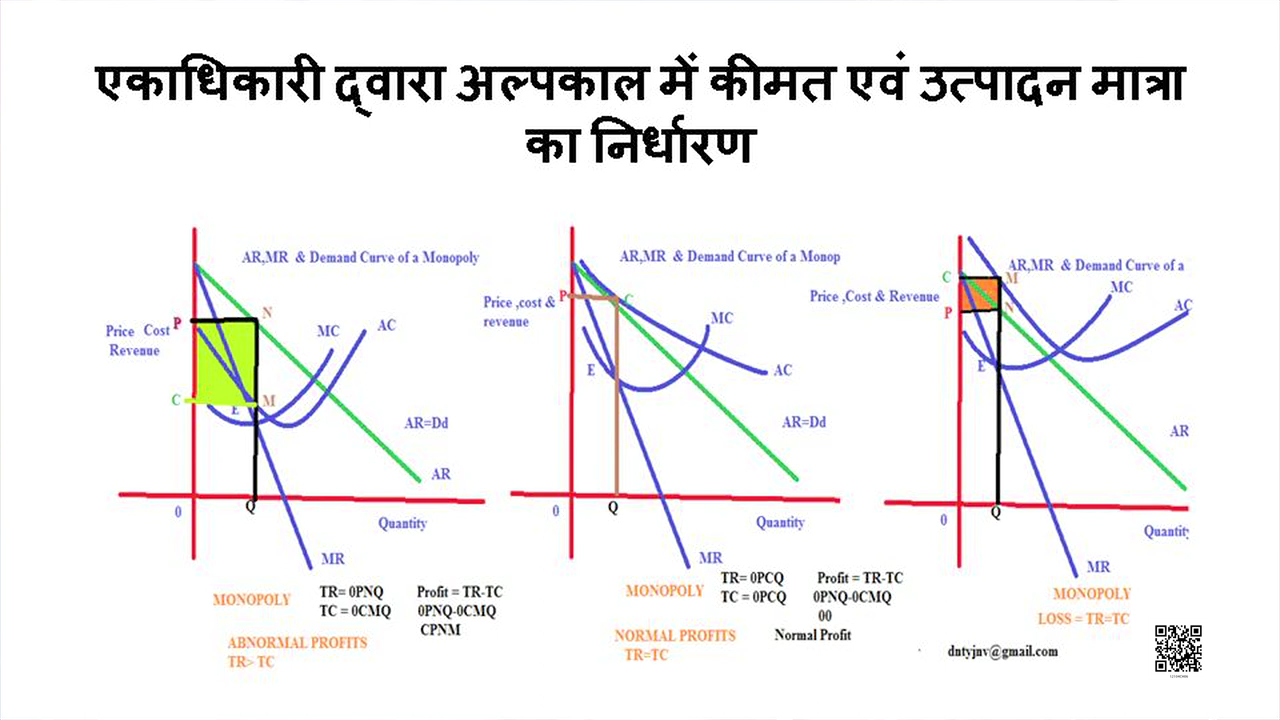 एकाधिकारी द्वारा अल्पकाल में कीमत एवं उत्पादन मात्रा
का निर्धारण
AR,MR & Demand Curve of a Monopoly
Price Cost
Revenue
P
N
MC
AC
C
E
M
AR=Dd
AR
0
Q
Quantity
MR
MONOPOLY
TR= 0PNQ
TC = 0CMQ
Profit = TR-TC
0PNQ-0CMQ
CPNM
ABNORMAL PROFITS
TR> TC
AR,MR & Demand Curve of a Monop
Price ,cost &
revenue
P
C
MC
E
AC
AR=Dd
0
Q
Quantity
MR
MONOPOLY
TR= 0PCQ
TC = 0PCQ
Profit = TR-TC
0PNQ-0CMQ
00
NORMAL PROFITS
TR=TC
Normal Profit
AR,MR & Demand Curve of a
Price ,Cost & Revenue
C
M
MC
AC
P
N
E
AR
0
Q
Quantity
MR
MONOPOLY
LOSS = TR=TC
dntyjnv@gmail.com